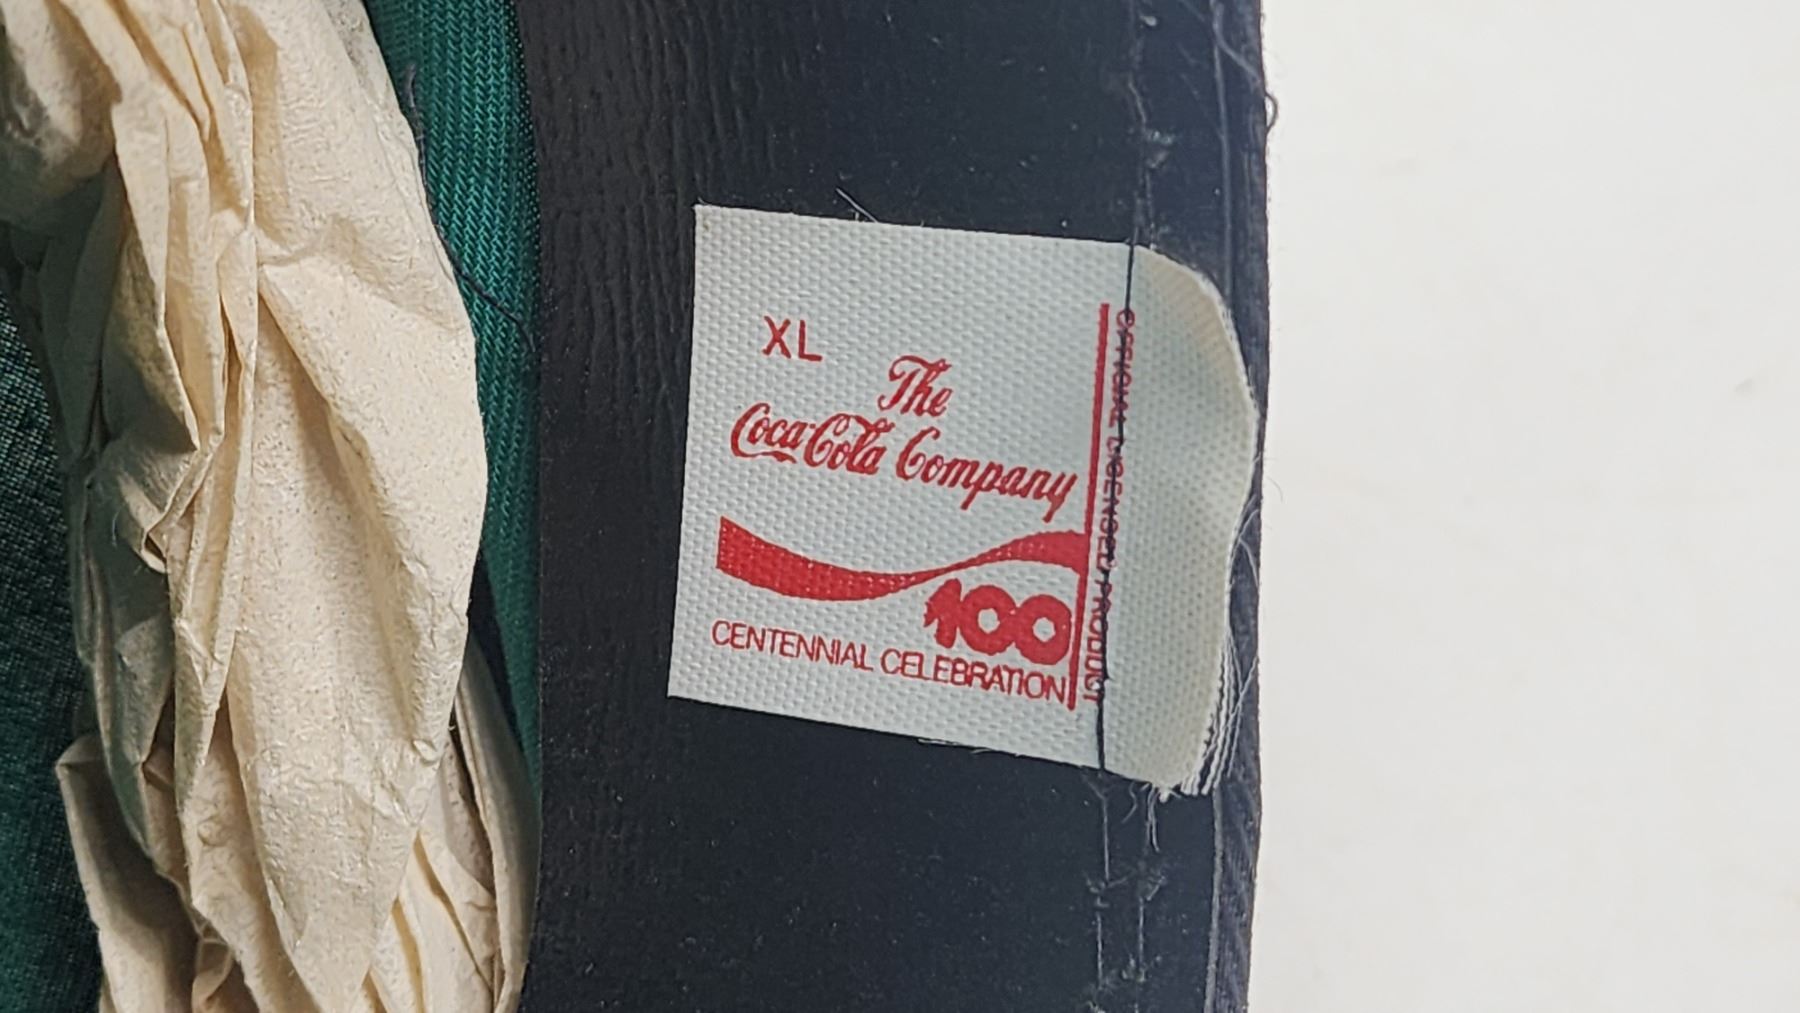 XL
The
Coca-Cola Company
100
CENTENNIAL CELEBRATION
OFFICIAL LICENSED PRODUCT